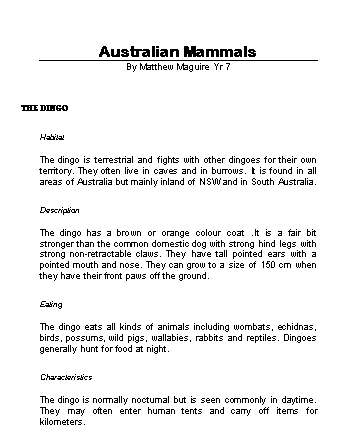 Australian Mammals
By Matthew Maguire Yr 7
THE DINGO
Habitat
The dingo is terrestrial and fights with other dingoes for their own
territory. They often live in caves and in burrows. It is found in all
areas of Australia but mainly inland of NSW and in South Australia.
Description
The dingo has a brown or orange colour coat .It is a fair bit
stronger than the common domestic dog with strong hind legs with
strong non-retractable claws. They have tall pointed ears with a
pointed mouth and nose. They can grow to a size of 150 cm when
they have their front paws off the ground.
Eating
The dingo eats all kinds of animals including wombats, echidnas,
birds, possums, wild pigs, wallabies, rabbits and reptiles. Dingoes
generally hunt for food at night.
Characteristics
The dingo is normally nocturnal but is seen commonly in daytime.
They may often enter human tents and carry off items for
kilometers.